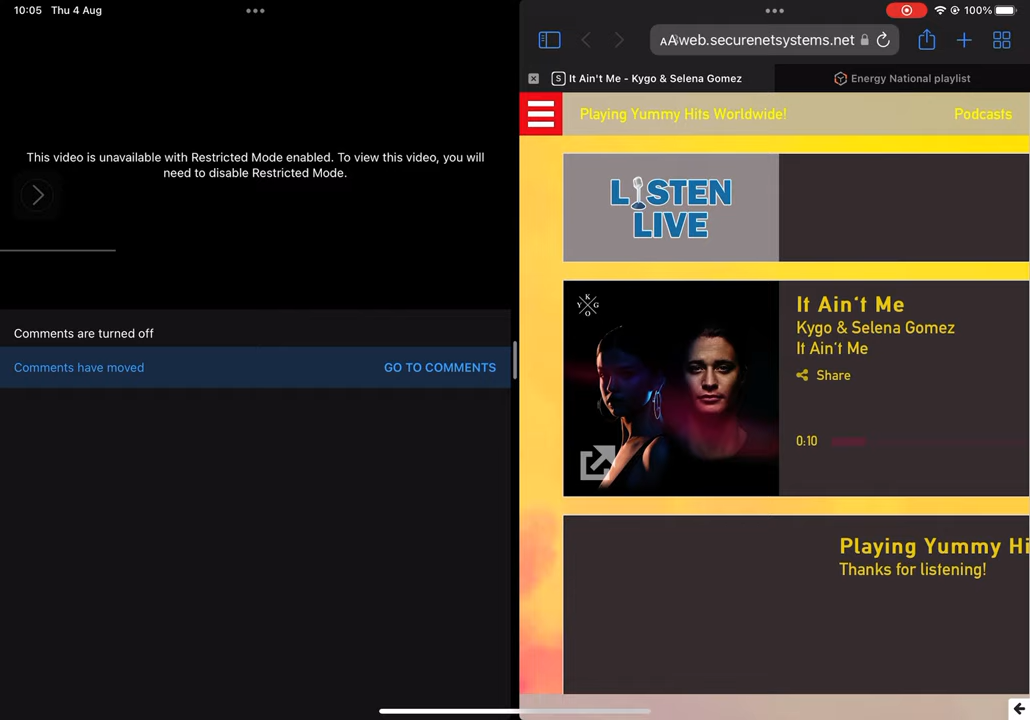 10:05 Thu 4 Aug
100%
This video is unavailable with Restricted Mode enabled. To view this video, you will
need to disable Restricted Mode.
Comments are turned off
Comments have moved
GO TO COMMENTS
AA web.securenetsystems.net
S It Ain't Me - Kygo & Selena Gomez
Energy National playlist
Playing Yummy Hits Worldwide!
Podcasts
LISTEN
LIVE
K
Y G
O
It Ain't Me
Kygo & Selena Gomez
It Ain't Me
Share
0:10
Playing Yummy Hi
Thanks for listening!